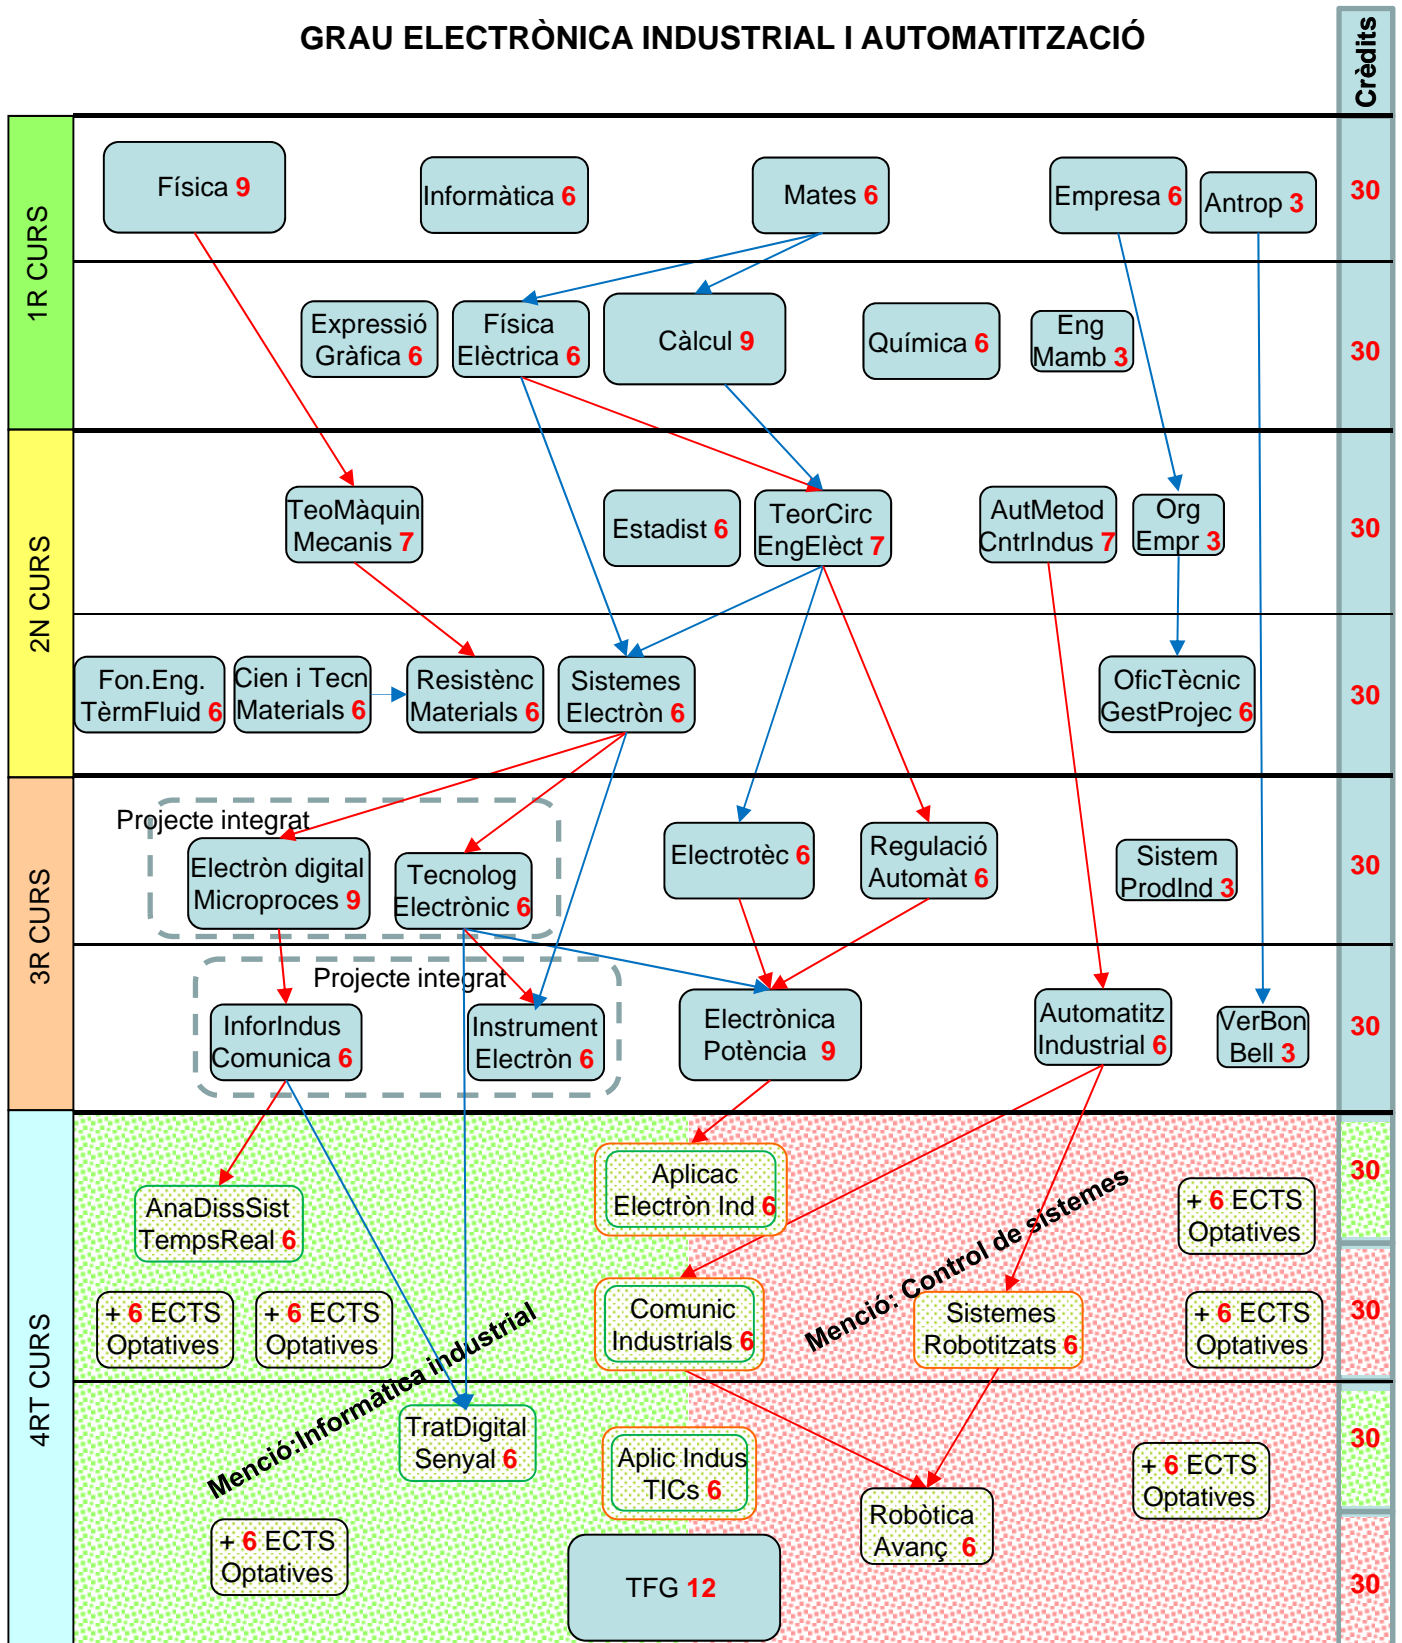 GRAU ELECTRÒNICA INDUSTRIAL I AUTOMATITZACIÓ
Crèdits
1R CURS
Física 9
Informàtica 6
Mates 6
Empresa 6
Antrop 3
30
Expressió
Gràfica 6
Física
Elèctrica 6
Càlcul 9
Química 6
Eng
Mamb 3
30
2N CURS
TeoMàquin
Mecanis 7
Estadist 6
TeorCirc
EngElèct 7
AutMetod
CntrIndus 7
Org
Empr 3
30
Fon.Eng.
TèrmFluid 6
Cien i Tecn
Materials 6
Resistènc
Materials 6
Sistemes
Electròn 6
OficTècnic
GestProjec 6
30
3R CURS
Projecte integrat
Electròn digital
Microproces 9
Tecnolog
Electrònic 6
Electrotèc 6
Regulació
Automàt 6
Sistem
ProdInd 3
30
Projecte integrat
InforIndus
Comunica 6
Instrument
Electròn 6
Electrònica
Potència 9
Automatitz
Industrial 6
VerBon
Bell 3
30
4RT CURS
AnaDissSist
TempsReal 6
Aplicac
Electròn Ind 6
+ 6 ECTS
Optatives
30
Menció: Control de sistemes
+ 6 ECTS
Optatives
+ 6 ECTS
Optatives
Menció:Informàtica industrial
Comunic
Industrials 6
Sistemes
Robotitzats 6
+ 6 ECTS
Optatives
30
TratDigital
Senyal 6
Aplic Indus
TICs 6
Robòtica
Avanç 6
+ 6 ECTS
Optatives
30
+ 6 ECTS
Optatives
TFG 12
30